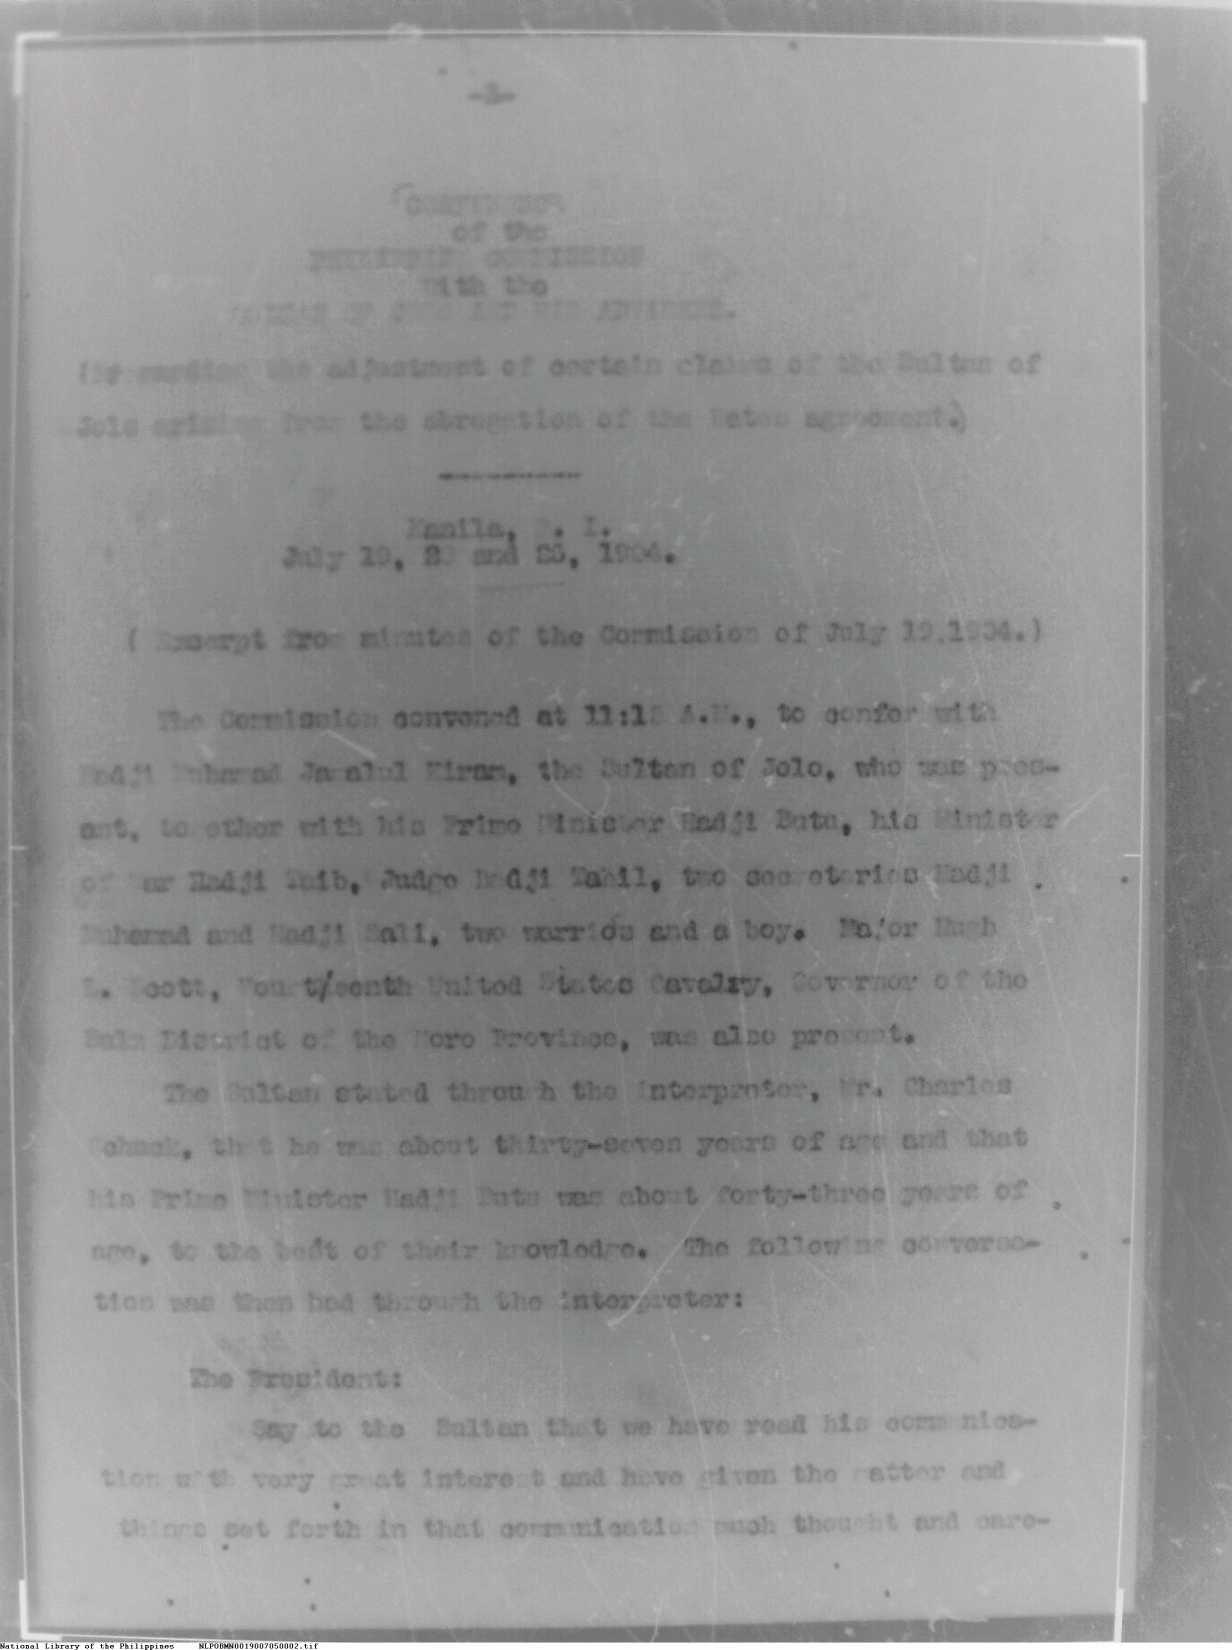 -3-
CONFERENCE
of the
PHILIPPINE COMMISSION
with the
SULTAN OF JOLO AND HIS ADVISERS.
(Regarding the adjustment of certain claims of the Sultan of
Jolo arising from the abrogation of the Bates agreement.)
Manila, P. I.
July 19, 20 and 26, 1904.
( Excerpt from minutes of the Commission of July 19,1904.)
The Commission convened at 11:15 A.M., to confer with
Hadji Muhamad Jamalul Kiram, the Sultan of Jolo, who was pres-
ent, together with his Prime Minister Hadji Butu, his Minister
of War Hadji Taib, Judge Hadji Tahil, two secretaries Hadji
Muhamad and Hadji Sali, two warrios and a boy. Major Hugh
L. Scott, Fourt/eenth United States Cavalry, Governor of the
Sulu District of the Moro Province, was also present.
The Sultan stated through the interpreter, Mr. Charles
Schuck, that he was about thirty-seven years of age and that
his Prime Minister Hadji Butu was about forty-three years of
age, to the best of their knowledge. The following conversa-
tion was then had through the interpreter:
The President:
Say to the Sultan that we have read his communica-
tion with very great interest and have given the matter and
things set forth in that communication much thought and care-
National Library of the Philippines NLPOBMN0019007050002.tif